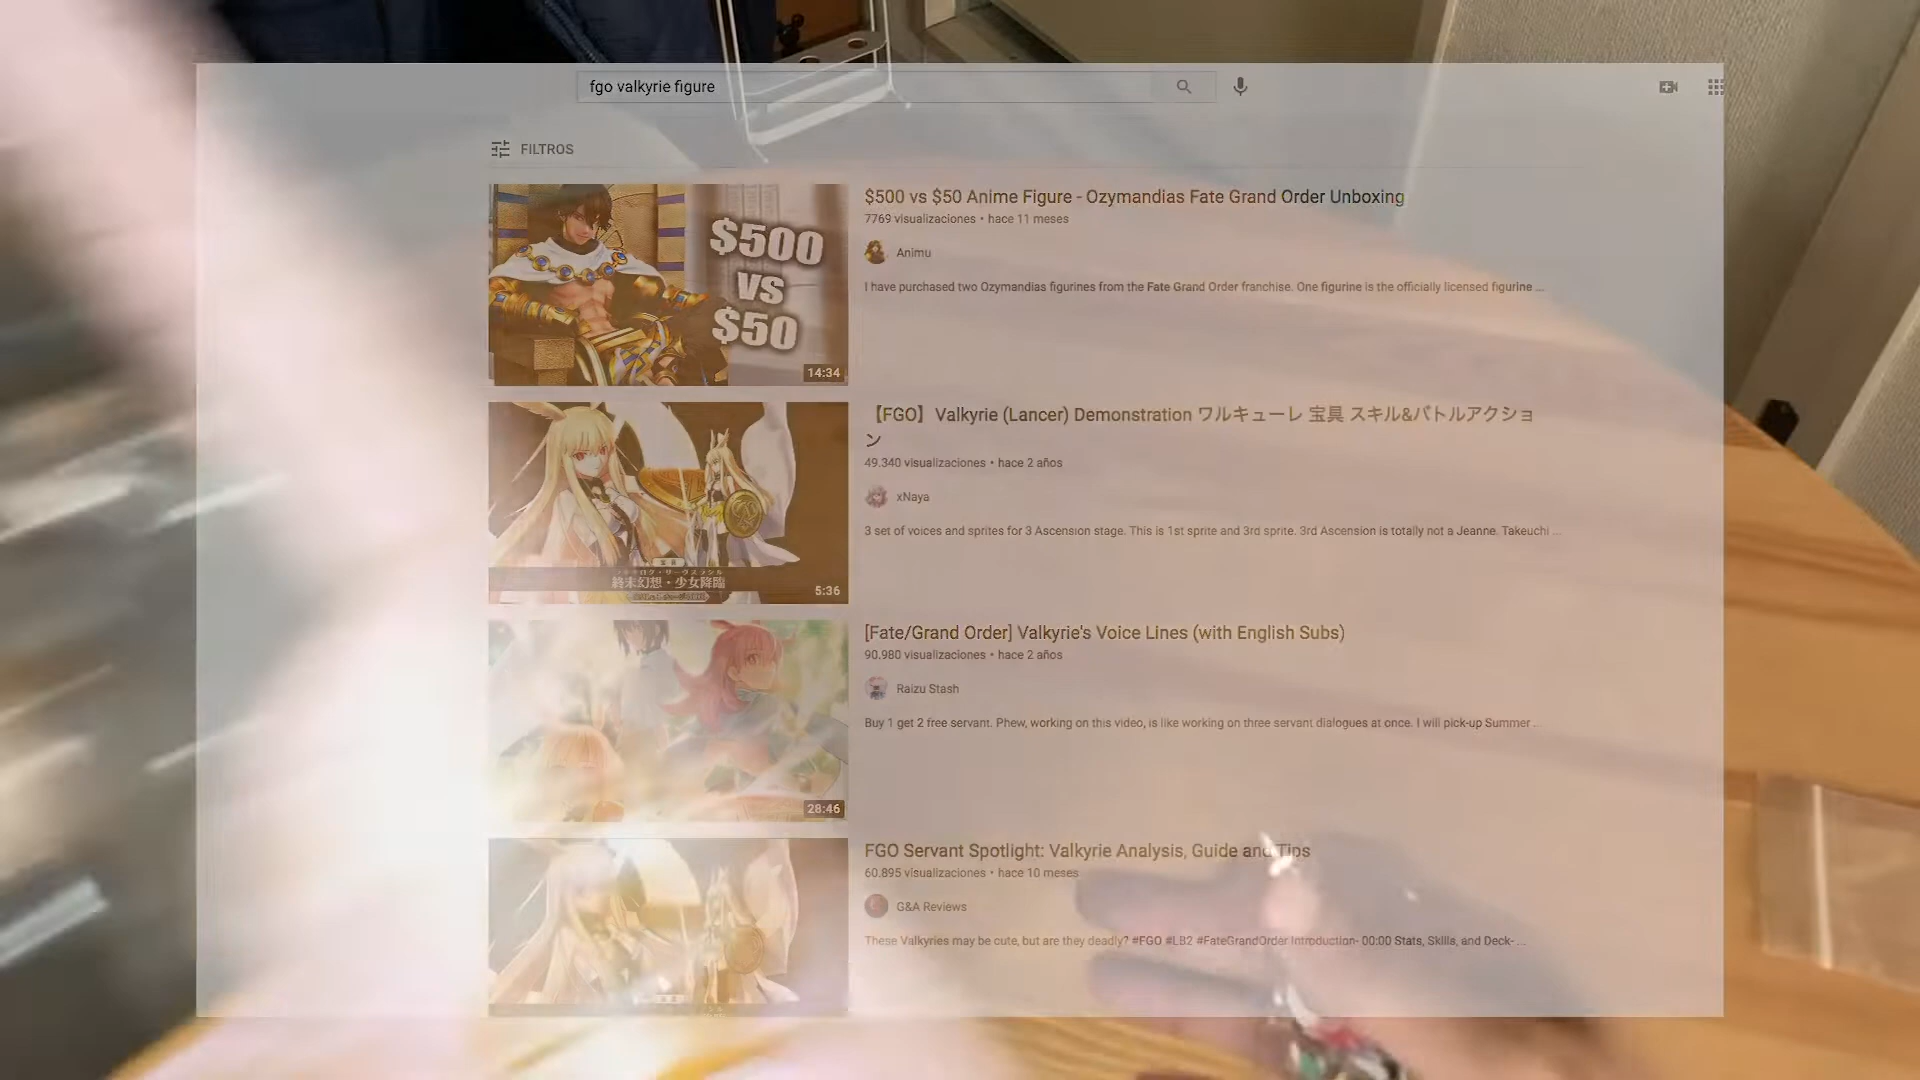 fgo valkyrie figure
FILTROS
$500 vs $50 Anime Figure - Ozymandias Fate Grand Order Unboxing
7769 visualizaciones • hace 11 meses
Animu
I have purchased two Ozymandias figurines from the Fate Grand Order franchise. One figurine is the officially licensed figurine ...
$500
VS
$50
14:34
【FGO】Valkyrie (Lancer) Demonstration ワルキューレ 宝具 スキル&バトルアクショ
ン
49.340 visualizaciones • hace 2 años
xNaya
3 set of voices and sprites for 3 Ascension stage. This is 1st sprite and 3rd sprite. 3rd Ascension is totally not a Jeanne. Takeuchi ...
終末幻想・少女降臨
5:36
[Fate/Grand Order] Valkyrie's Voice Lines (with English Subs)
90.980 visualizaciones • hace 2 años
Raizu Stash
Buy 1 get 2 free servant. Phew, working on this video, is like working on three servant dialogues at once. I will pick-up Summer ...
28:46
FGO Servant Spotlight: Valkyrie Analysis, Guide and Tips
60.895 visualizaciones • hace 10 meses
G&A Reviews
These Valkyries may be cute, but are they deadly? #FGO #LB2 #FateGrandOrder Introduction- 00:00 Stats, Skills, and Deck- ...